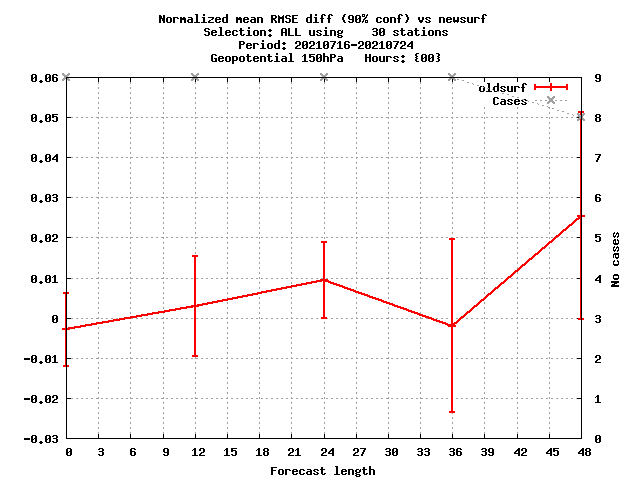 Normalized mean RMSE diff (90% conf) vs newsurf
Selection: ALL using    30 stations
Period: 20210716-20210724
Geopotential 150hPa   Hours: {00}
oldsurf
Cases
0.06
0.05
0.04
0.03
0.02
0.01
0
-0.01
-0.02
-0.03
9
8
7
6
5
4
3
2
1
0
No cases
0 3 6 9 12 15 18 21 24 27 30 33 36 39 42 45 48
Forecast length